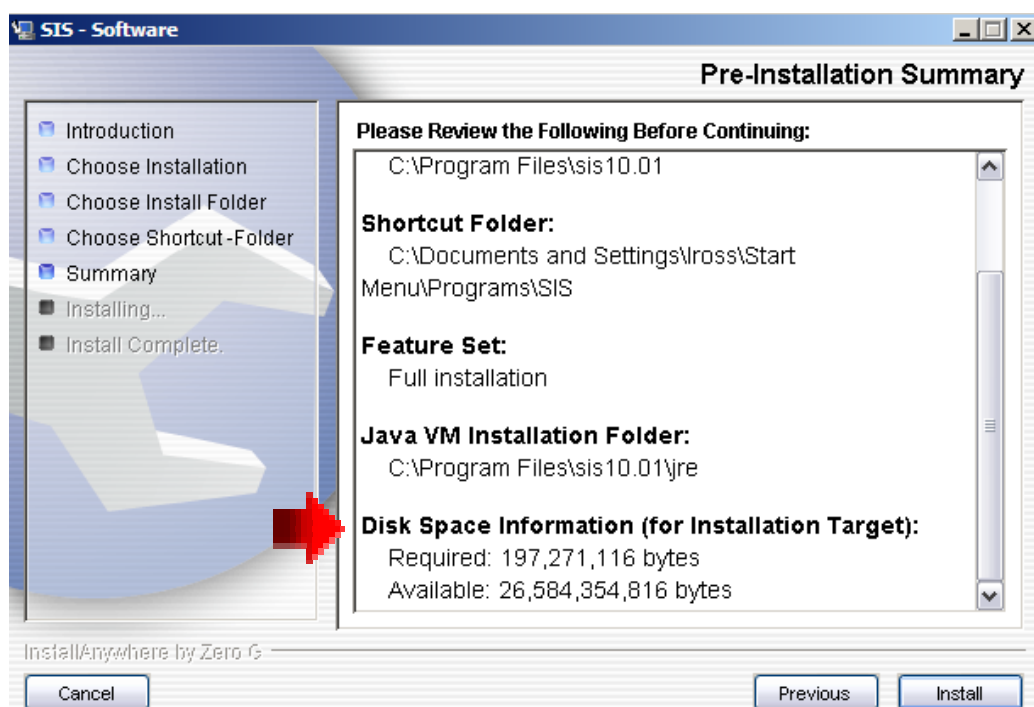 SIS - Software
Pre-Installation Summary
Introduction
Choose Installation
Choose Install Folder
Choose Shortcut-Folder
Summary
Installing...
Install Complete.
Please Review the Following Before Continuing:
C:\Program Files\sis10.01
Shortcut Folder:
C:\Documents and Settings\lross\Start
Menu\Programs\SIS
Feature Set:
Full installation
Java VM Installation Folder:
C:\Program Files\sis10.01\jre
Disk Space Information (for Installation Target):
Required: 197,271,116 bytes
Available: 26,584,354,816 bytes
InstallAnywhere by Zero G
Cancel
Previous
Install